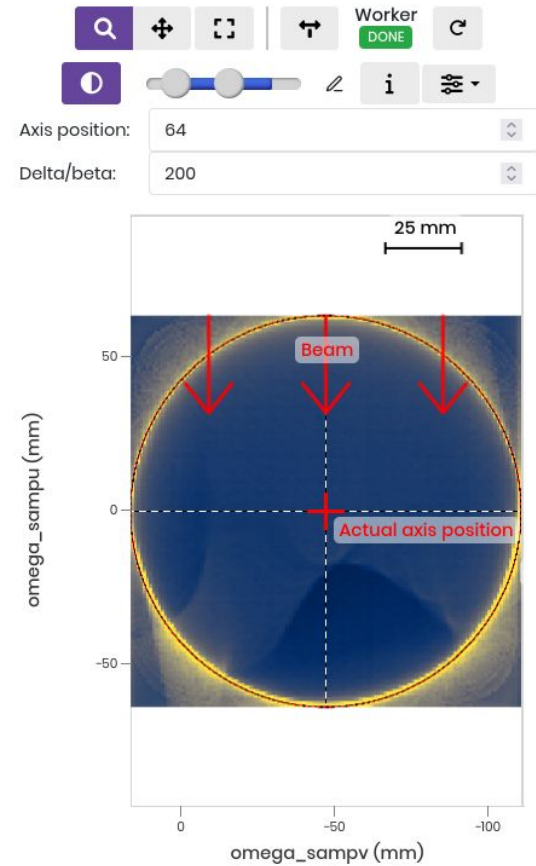 Worker
DONE
i
Axis position: 64
Delta/beta: 200
25 mm
50
Beam
omega_sampu (mm)
0
Actual axis position
-50
0 -50 -100
omega_sampv (mm)